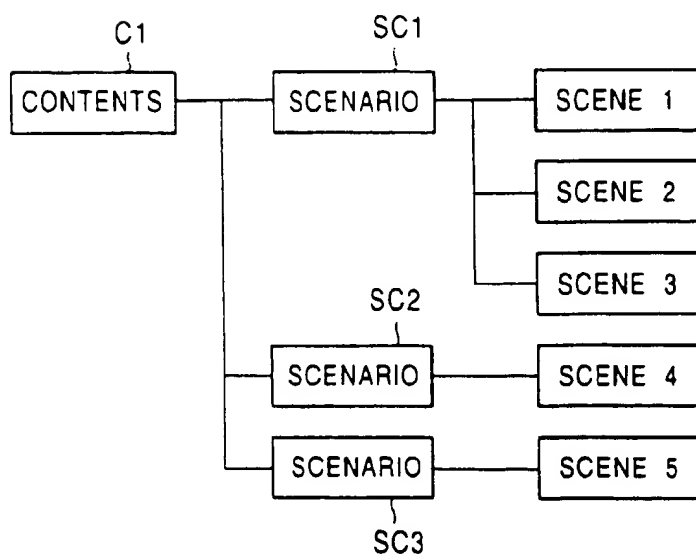 C1
SC1
CONTENTS
SCENARIO
SCENE 1
SCENE 2
SCENE 3
SC2
SCENARIO
SCENE 4
SCENARIO
SCENE 5
SC3